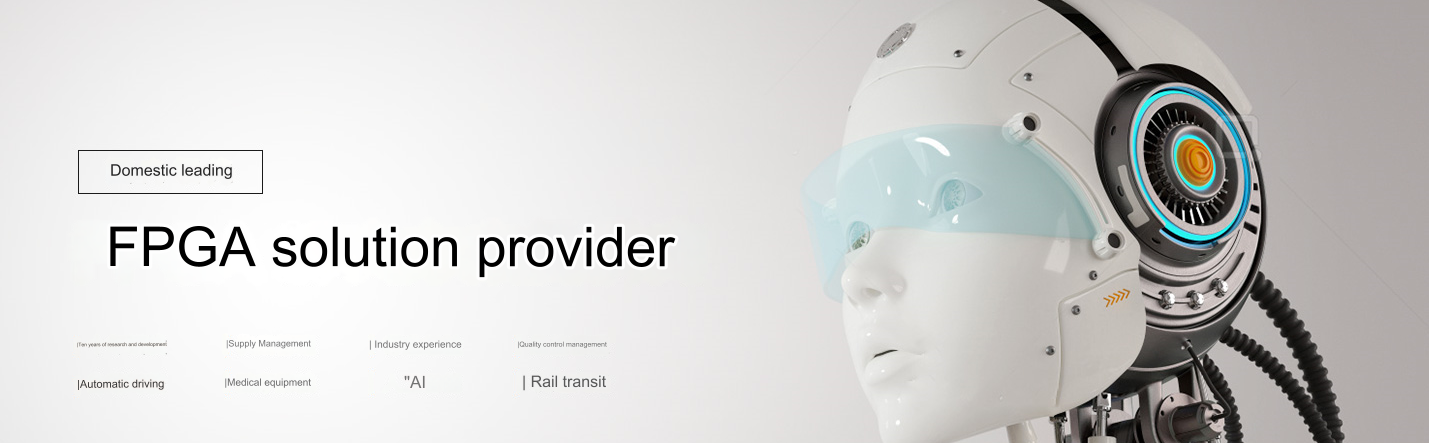 Domestic leading
FPGA solution provider
|Ten years of research and development |Supply Management | Industry experience |Quality control management
|Automatic driving |Medical equipment "AI | Rail transit